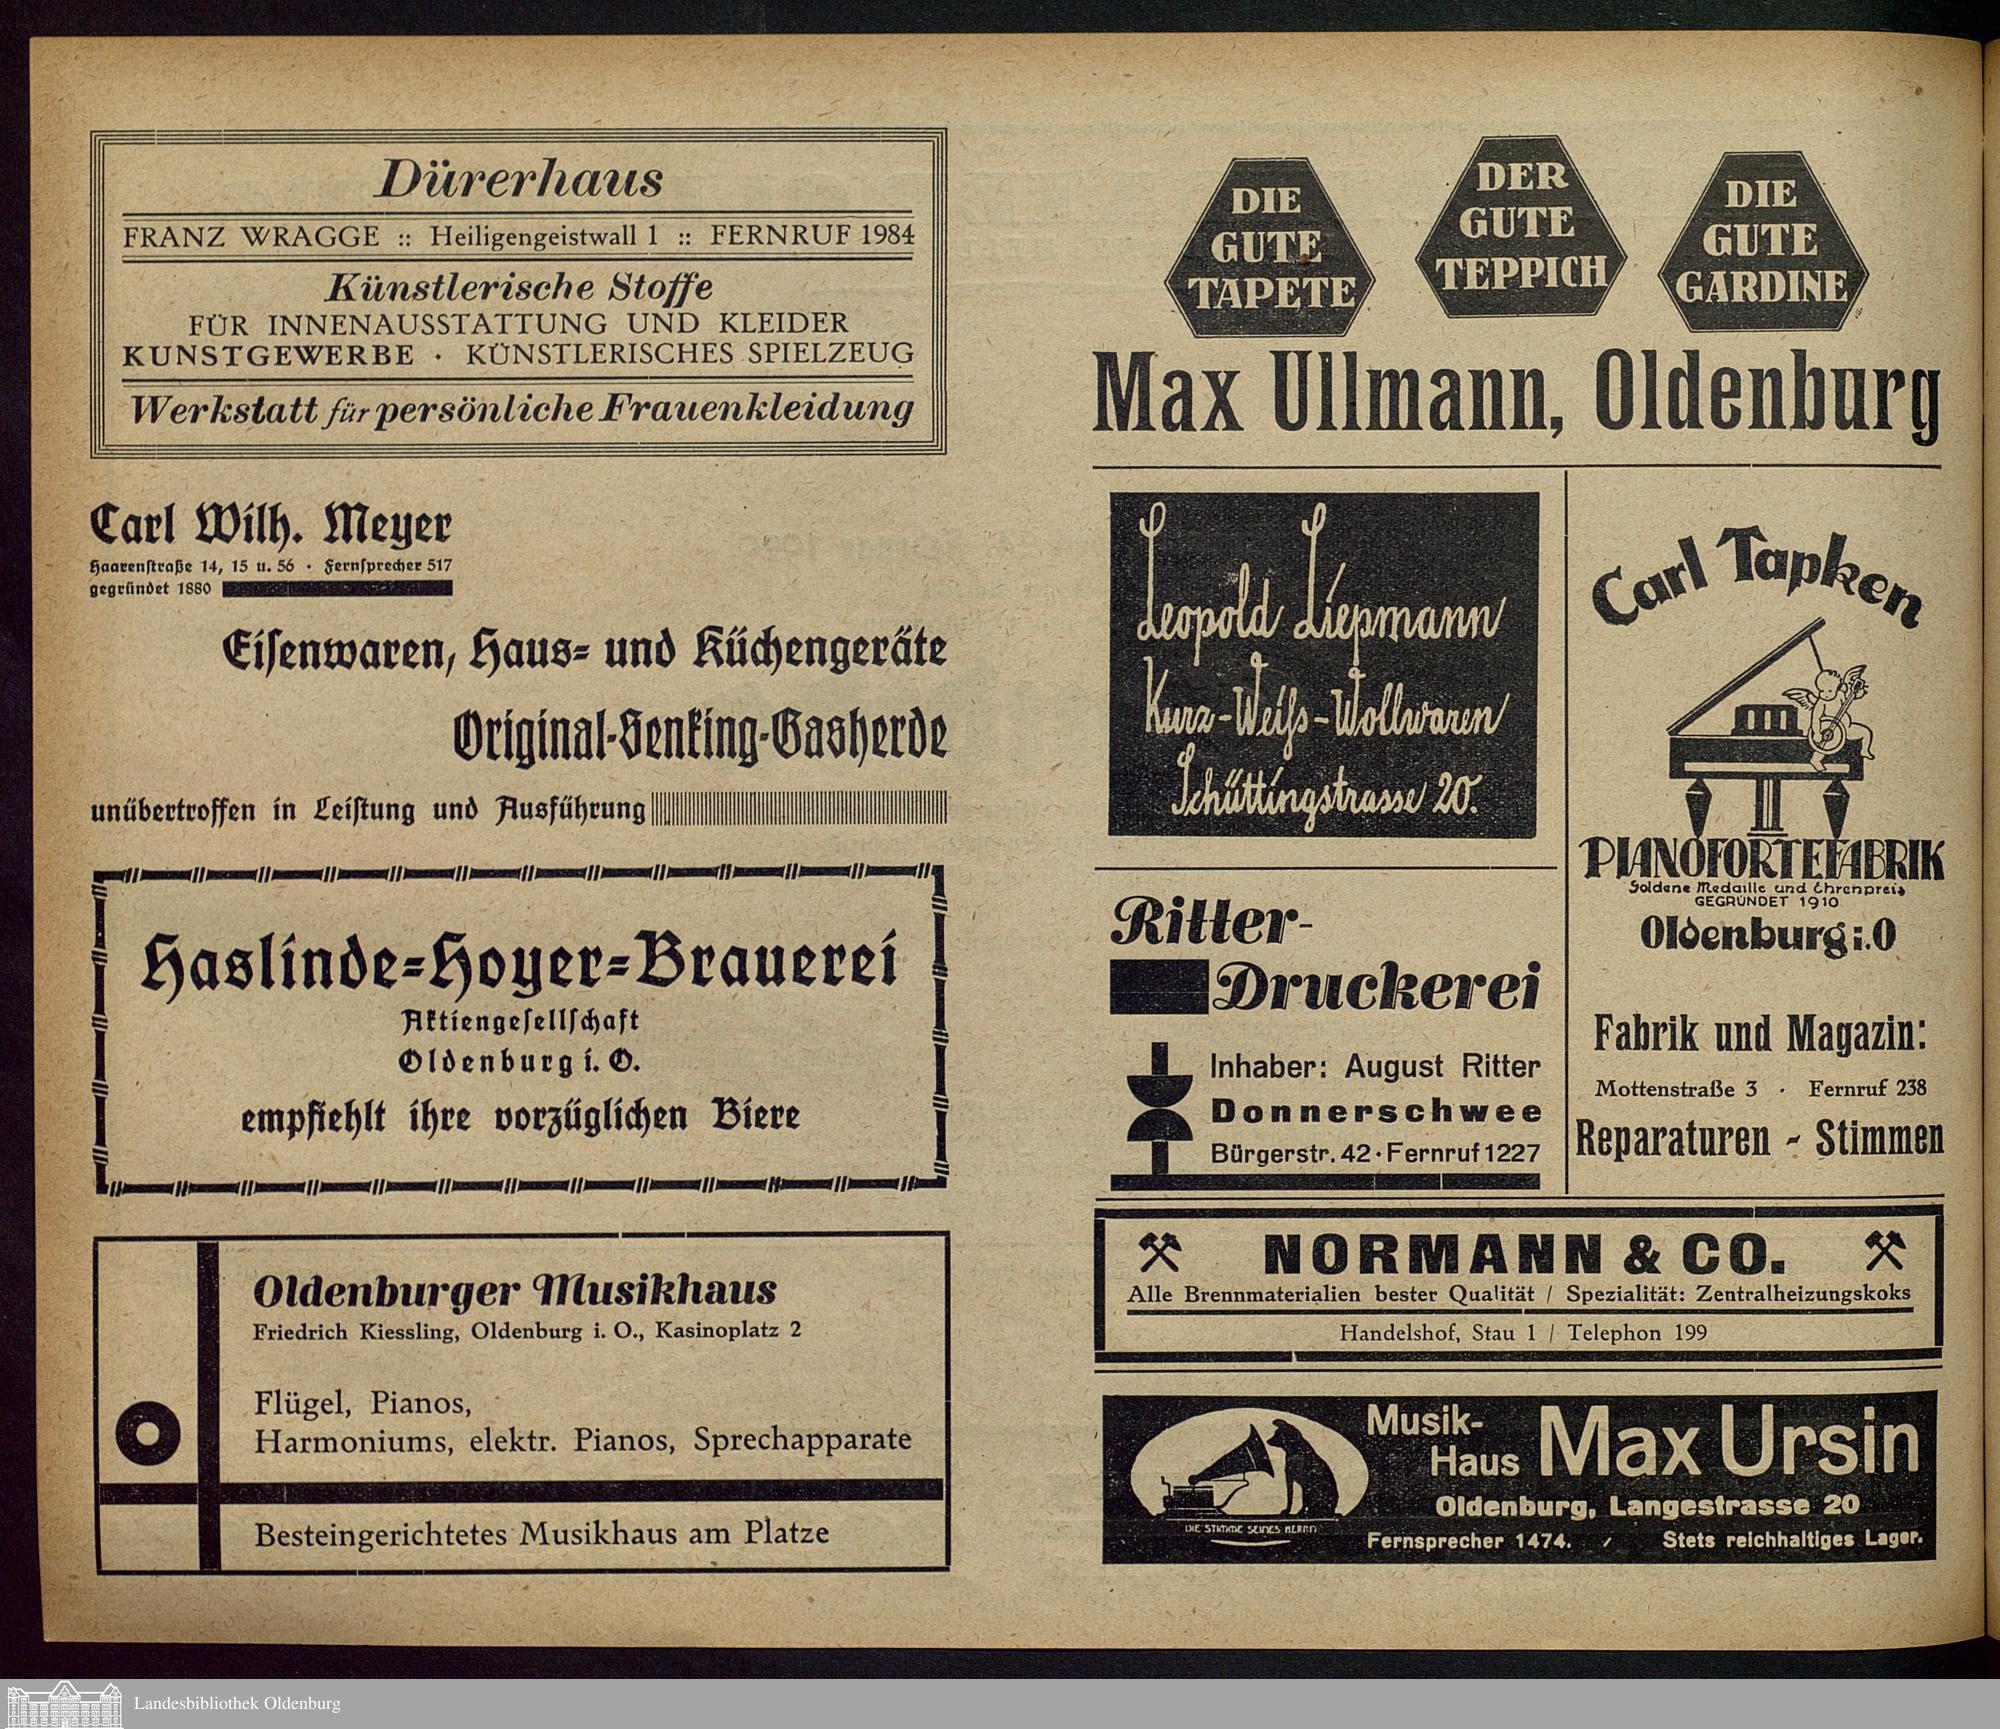 Dürerhaus
FRANZ WRAGGE :: Heiligengeistwall 1 :: FERNRUF 1984
Künstlerische Stoffe
FÜR INNENAUSSTATTUNG UND KLEIDER
KUNSTGEWERBE · KÜNSTLERISCHES SPIELZEUG
Werkstatt für persönliche Frauenkleidung
Carl Wilh. Meyer
Haarenstraße 14, 15 u. 56 · Fernsprecher 517
gegründet 1880
Eisenwaren, Haus- und Küchengeräte
Original-Senking-Gasherde
unübertroffen in Leistung und Ausführung
Haslinde-Hoyer-Brauerei
Aktiengesellschaft
Oldenburg i. O.
empfiehlt ihre vorzüglichen Biere
Oldenburger Musikhaus
Friedrich Kiessling, Oldenburg i. O., Kasinoplatz 2
Flügel, Pianos,
Harmoniums, elektr. Pianos, Sprechapparate
Besteingerichtetes Musikhaus am Platze
DIE
GUTE
TAPETE
DER
GUTE
TEPPICH
DIE
GUTE
GARDINE
Max Ullmann, Oldenburg
Leopold Liepmann
Kurz-Weiß-Wollwaren
Schüttingstrasse 20.
Ritter-
Druckerei
Inhaber: August Ritter
Donnerschwee
Bürgerstr. 42 · Fernruf 1227
Carl Tapken
PIANOFORTEFABRIK
Goldene Medaille und Ehrenpreis
GEGRÜNDET 1910
Oldenburg i.O
Fabrik und Magazin:
Mottenstraße 3 · Fernruf 238
Reparaturen - Stimmen
NORMANN & CO.
Alle Brennmaterialien bester Qualität / Spezialität: Zentralheizungskoks
Handelshof, Stau 1 / Telephon 199
Musik-
Haus Max Ursin
Oldenburg, Langestrasse 20
DIE STIMME SEINES HERRN
Fernsprecher 1474. / Stets reichhaltiges Lager.
Landesbibliothek Oldenburg